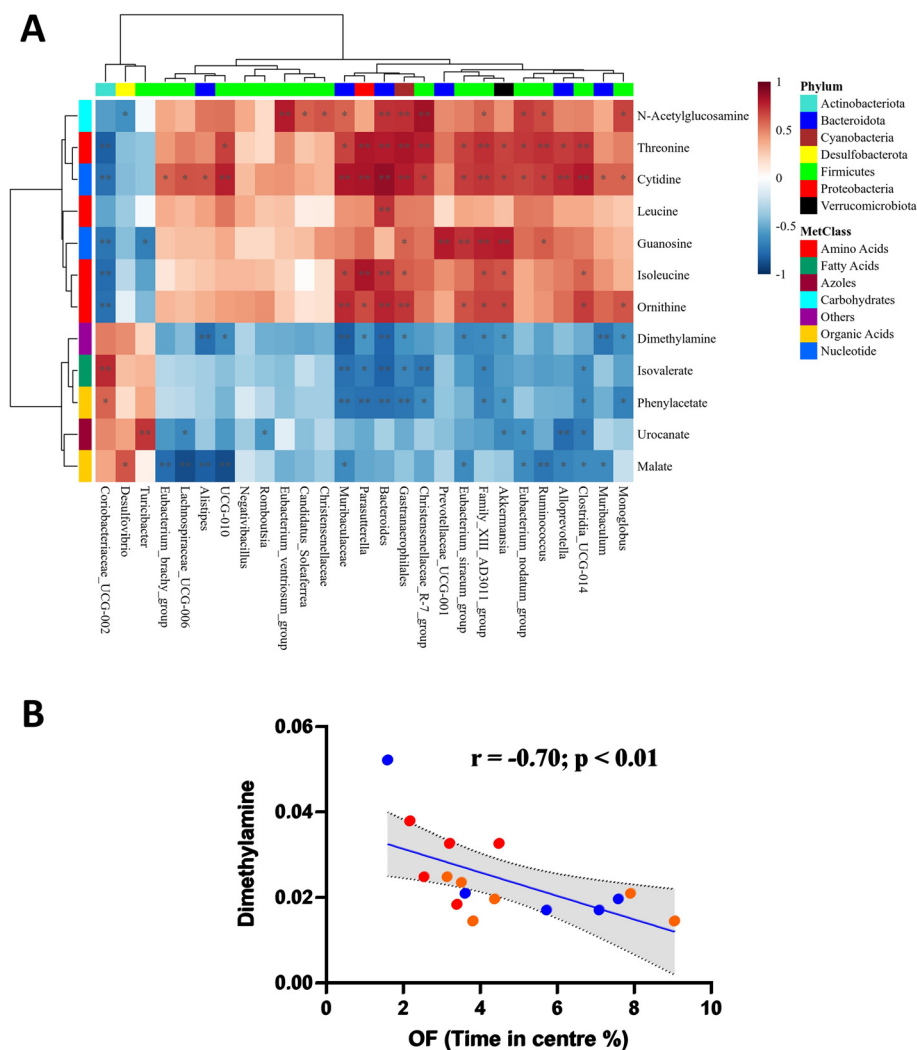 A
1
0.5
0
-0.5
-1
Phylum
Actinobacteriota
Bacteroidota
Cyanobacteria
Desulfobacterota
Firmicutes
Proteobacteria
Verrucomicrobiota
MetClass
Amino Acids
Fatty Acids
Azoles
Carbohydrates
Others
Organic Acids
Nucleotide
N-Acetylglucosamine
Threonine
Cytidine
Leucine
Guanosine
Isoleucine
Ornithine
Dimethylamine
Isovalerate
Phenylacetate
Urocanate
Malate
Coriobacteriaceae_UCG-002
Desulfovibrio
Turicibacter
Eubacterium_brachy_group
Lachnospiraceae_UCG-006
Alistipes
UCG-010
Negativibacillus
Romboutsia
Eubacterium_ventriosum_group
Candidatus_Soleaferrea
Christensenellaceae
Muribaculaceae
Parasutterella
Bacteroides
Gastranaerophilales
Christensenellaceae_R-7_group
Prevotellaceae_UCG-001
Eubacterium_siraeum_group
Family_XIII_AD3011_group
Akkermansia
Eubacterium_nodatum_group
Ruminococcus
Alloprevotella
Clostridia_UCG-014
Muribaculum
Monoglobus
B
r = -0.70; p < 0.01
Dimethylamine
0.06
0.04
0.02
0.00
0 2 4 6 8 10
OF (Time in centre %)